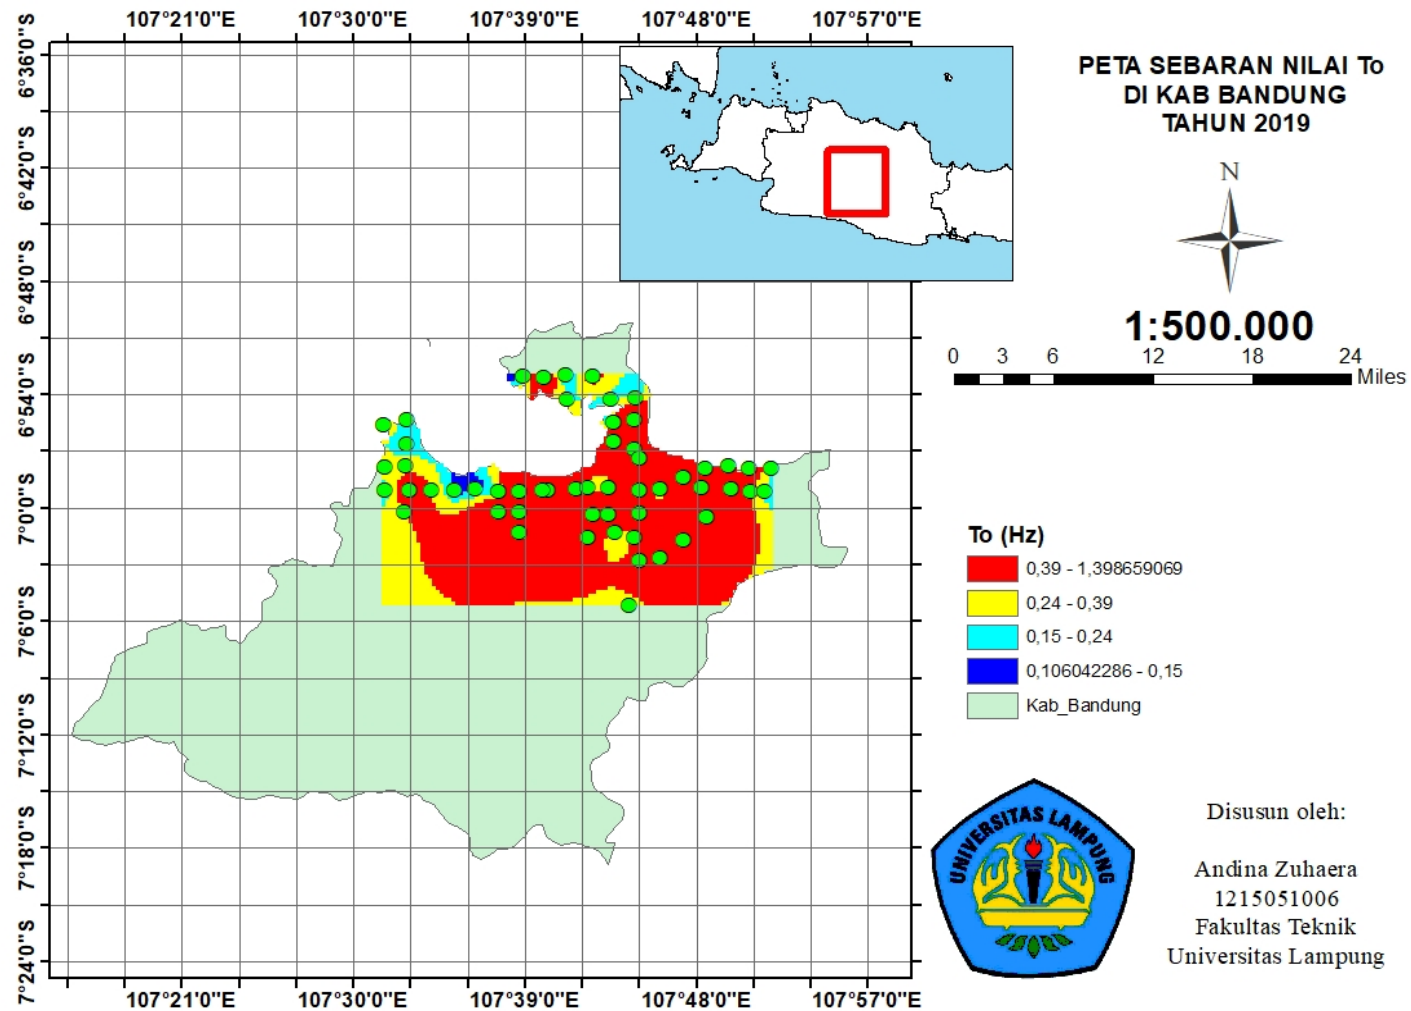 107°21'0"E 107°30'0"E 107°39'0"E 107°48'0"E 107°57'0"E
6°36'0"S
6°42'0"S
6°48'0"S
6°54'0"S
7°0'0"S
7°6'0"S
7°12'0"S
7°18'0"S
7°24'0"S
107°21'0"E 107°30'0"E 107°39'0"E 107°48'0"E 107°57'0"E
PETA SEBARAN NILAI To
DI KAB BANDUNG
TAHUN 2019
N
1:500.000
0 3 6 12 18 24
Miles
To (Hz)
0,39 - 1,398659069
0,24 - 0,39
0,15 - 0,24
0,106042286 - 0,15
Kab_Bandung
UNIVERSITAS LAMPUNG
Disusun oleh:
Andina Zuhaera
1215051006
Fakultas Teknik
Universitas Lampung